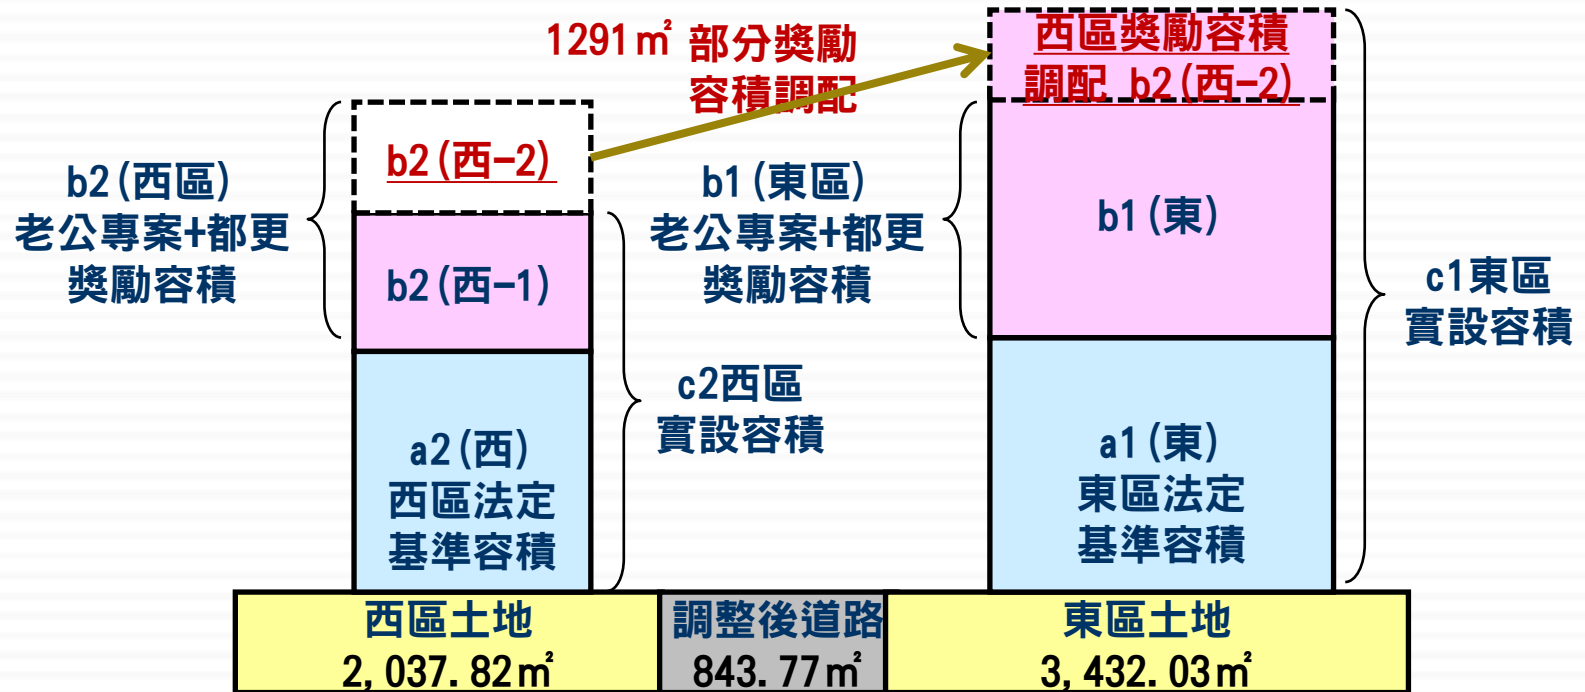 1291㎡ 部分獎勵
容積調配
西區獎勵容積
調配 b2(西-2)
b2(西區)
老公專案+都更
獎勵容積
b2(西-2)
b2(西-1)
a2(西)
西區法定
基準容積
c2西區
實設容積
b1(東區)
老公專案+都更
獎勵容積
b1(東)
a1(東)
東區法定
基準容積
c1東區
實設容積
西區土地
2,037.82㎡
調整後道路
843.77㎡
東區土地
3,432.03㎡